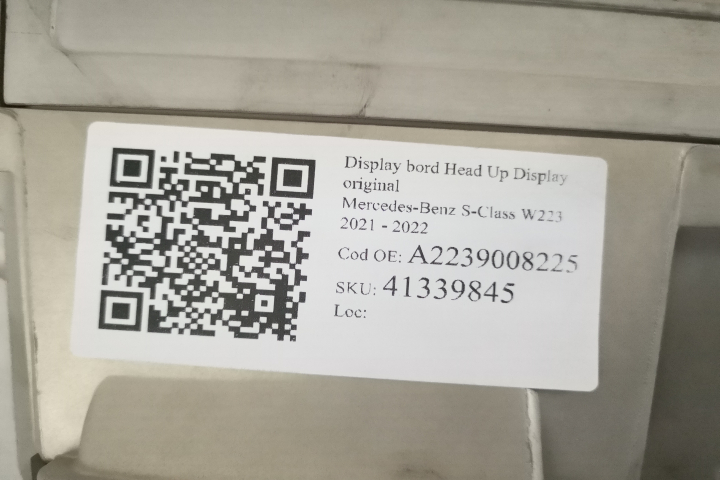 Display bord Head Up Display
original
Mercedes-Benz S-Class W223
2021 - 2022
Cod OE: A2239008225
SKU: 41339845
Loc: